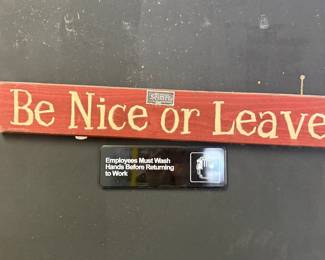 Be Nice or Leave
Employees Must Wash
Hands Before Returning
to Work